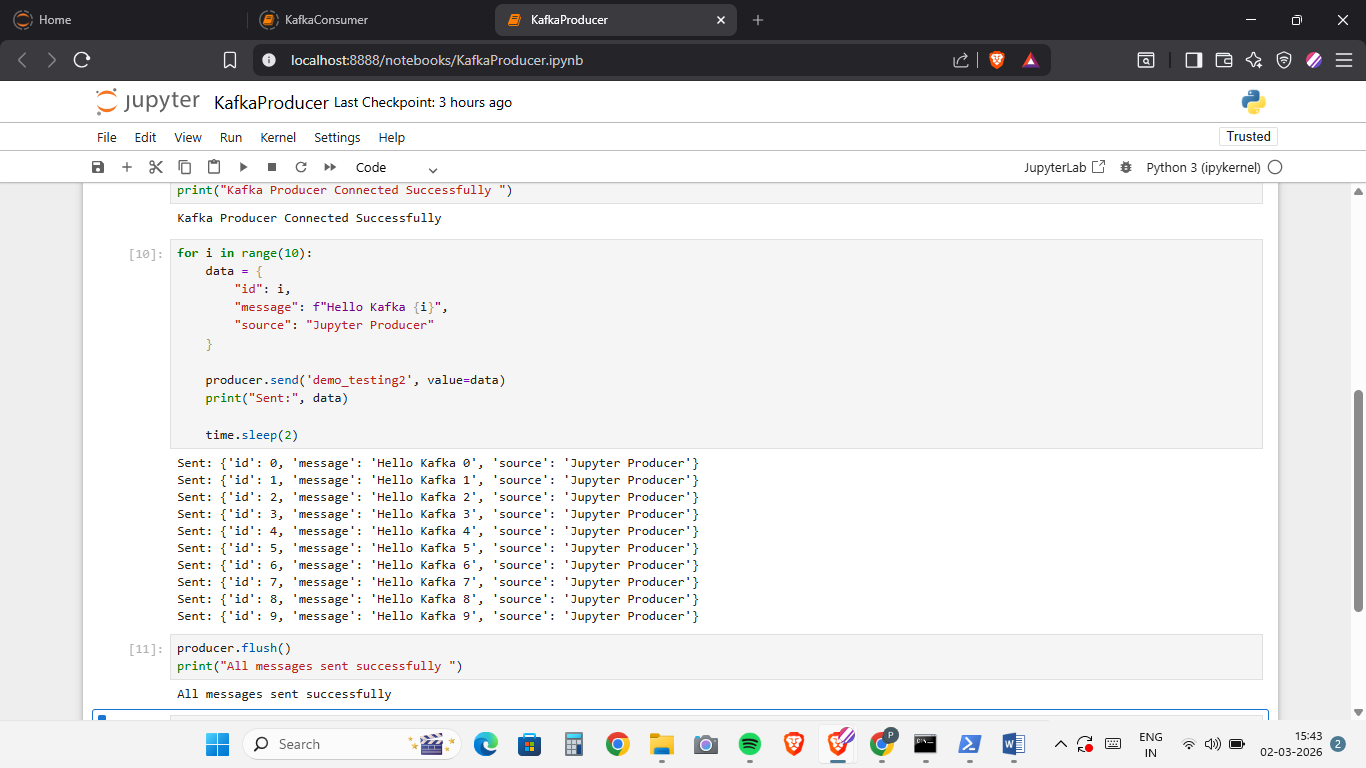 Home
KafkaConsumer
KafkaProducer
localhost:8888/notebooks/KafkaProducer.ipynb
jupyter KafkaProducer Last Checkpoint: 3 hours ago
File Edit View Run Kernel Settings Help
Trusted
Code
JupyterLab
Python 3 (ipykernel)
print("Kafka Producer Connected Successfully ")
Kafka Producer Connected Successfully
[10]:
for i in range(10):
    data = {
        "id": i,
        "message": f"Hello Kafka {i}",
        "source": "Jupyter Producer"
    }
    producer.send('demo_testing2', value=data)
    print("Sent:", data)
    time.sleep(2)
Sent: {'id': 0, 'message': 'Hello Kafka 0', 'source': 'Jupyter Producer'}
Sent: {'id': 1, 'message': 'Hello Kafka 1', 'source': 'Jupyter Producer'}
Sent: {'id': 2, 'message': 'Hello Kafka 2', 'source': 'Jupyter Producer'}
Sent: {'id': 3, 'message': 'Hello Kafka 3', 'source': 'Jupyter Producer'}
Sent: {'id': 4, 'message': 'Hello Kafka 4', 'source': 'Jupyter Producer'}
Sent: {'id': 5, 'message': 'Hello Kafka 5', 'source': 'Jupyter Producer'}
Sent: {'id': 6, 'message': 'Hello Kafka 6', 'source': 'Jupyter Producer'}
Sent: {'id': 7, 'message': 'Hello Kafka 7', 'source': 'Jupyter Producer'}
Sent: {'id': 8, 'message': 'Hello Kafka 8', 'source': 'Jupyter Producer'}
Sent: {'id': 9, 'message': 'Hello Kafka 9', 'source': 'Jupyter Producer'}
[11]:
producer.flush()
print("All messages sent successfully ")
All messages sent successfully
Search
P
ENG
IN
15:43
02-03-2026
2